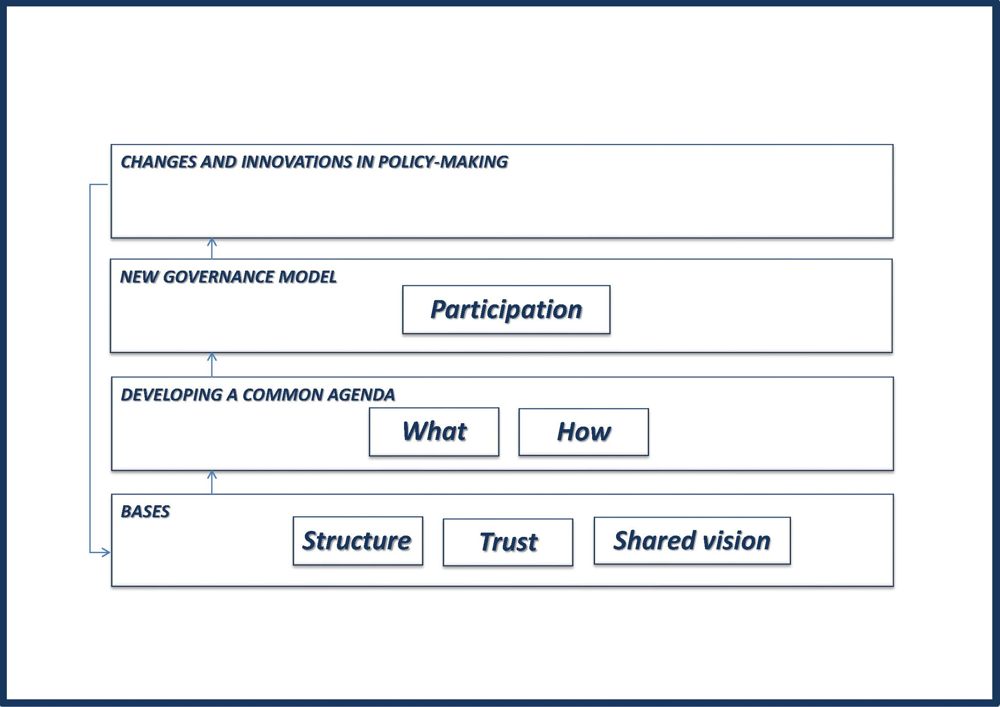 CHANGES AND INNOVATIONS IN POLICY-MAKING
NEW GOVERNANCE MODEL
Participation
DEVELOPING A COMMON AGENDA
What
How
BASES
Structure
Trust
Shared vision